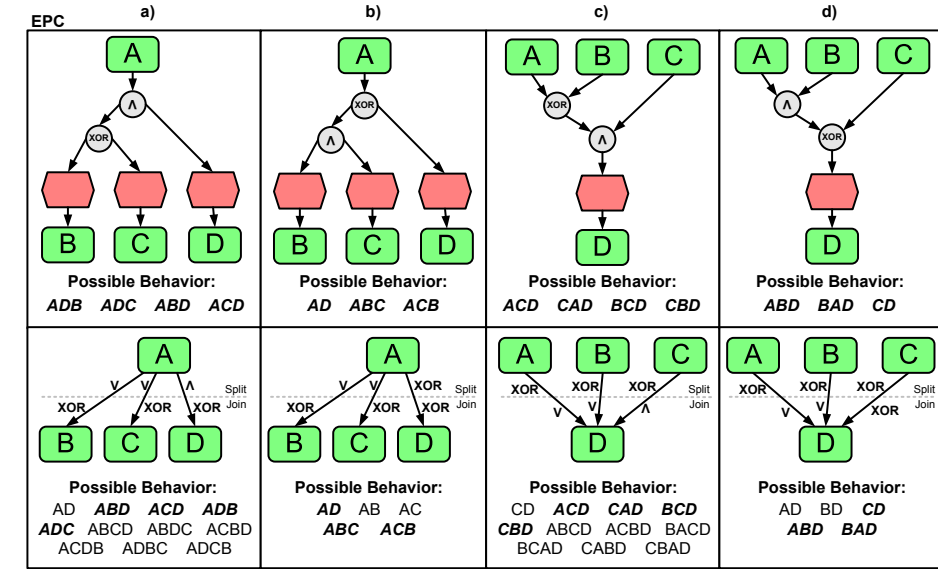 a) b) c) d)
EPC
A
∧
XOR
B C D
Possible Behavior:
ADB ADC ABD ACD
A
XOR
∧
B C D
Possible Behavior:
AD ABC ACB
A B C
XOR
∧
D
Possible Behavior:
ACD CAD BCD CBD
A B C
∧
XOR
D
Possible Behavior:
ABD BAD CD
A
V V ∧ Split
XOR XOR XOR Join
B C D
Possible Behavior:
AD ABD ACD ADB
ADC ABCD ABDC ACBD
ACDB ADBC ADCB
A
V V XOR Split
XOR XOR XOR Join
B C D
Possible Behavior:
AD AB AC
ABC ACB
A B C
XOR XOR XOR Split
V V ∧ Join
D
Possible Behavior:
CD ACD CAD BCD
CBD ABCD ACBD BACD
BCAD CABD CBAD
A B C
XOR XOR XOR Split
V V XOR Join
D
Possible Behavior:
AD BD CD
ABD BAD